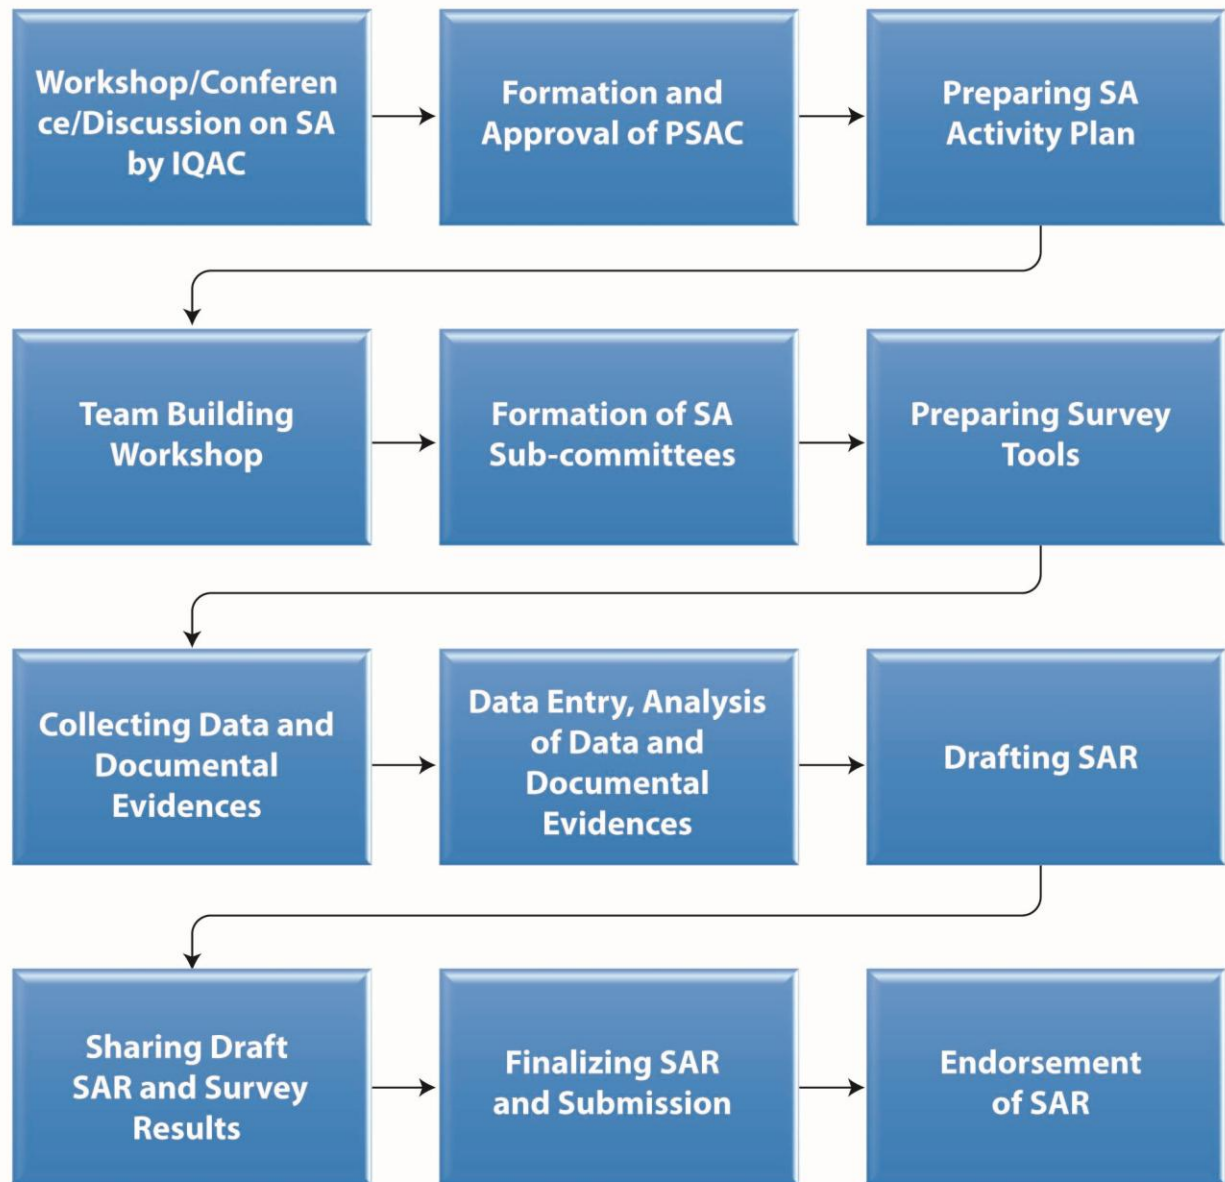 Workshop/Conferen
ce/Discussion on SA
by IQAC
Formation and
Approval of PSAC
Preparing SA
Activity Plan
Team Building
Workshop
Formation of SA
Sub-committees
Preparing Survey
Tools
Collecting Data and
Documental
Evidences
Data Entry, Analysis
of Data and
Documental
Evidences
Drafting SAR
Sharing Draft
SAR and Survey
Results
Finalizing SAR
and Submission
Endorsement
of SAR